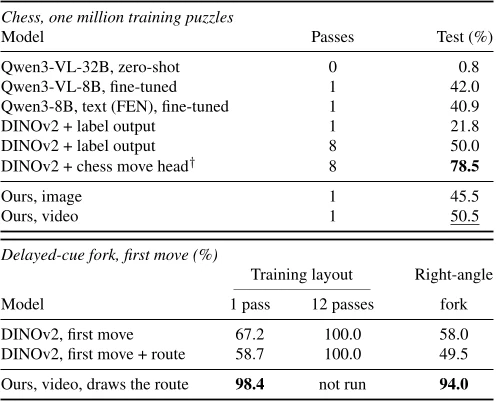 Chess, one million training puzzles
Model Passes Test (%)
Qwen3-VL-32B, zero-shot 0 0.8
Qwen3-VL-8B, fine-tuned 1 42.0
Qwen3-8B, text (FEN), fine-tuned 1 40.9
DINOv2 + label output 1 21.8
DINOv2 + label output 8 50.0
DINOv2 + chess move head† 8 78.5
Ours, image 1 45.5
Ours, video 1 50.5
Delayed-cue fork, first move (%)
Training layout Right-angle
Model 1 pass 12 passes fork
DINOv2, first move 67.2 100.0 58.0
DINOv2, first move + route 58.7 100.0 49.5
Ours, video, draws the route 98.4 not run 94.0